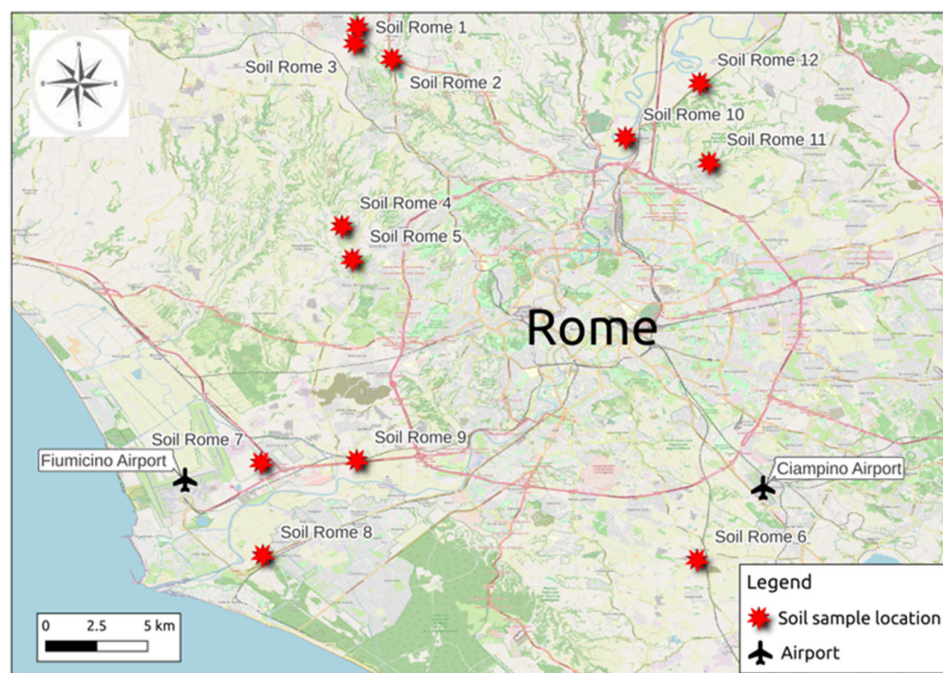 Soil Rome 1
Soil Rome 3
Soil Rome 2
Soil Rome 12
Soil Rome 10
Soil Rome 11
Soil Rome 4
Soil Rome 5
Rome
Soil Rome 7
Soil Rome 9
Fiumicino Airport
Ciampino Airport
Soil Rome 8
Soil Rome 6
Legend
Soil sample location
Airport
0 2.5 5 km
N
S